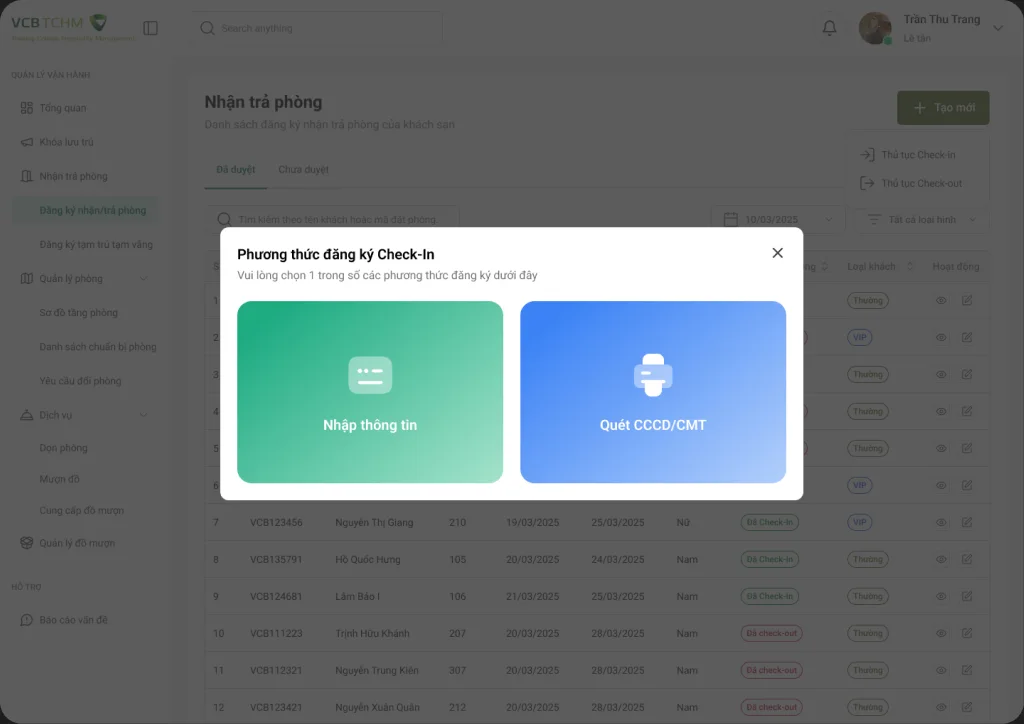 VCB TCHM
Trần Thu Trang
Lễ tân
Search anything
QUẢN LÝ VẬN HÀNH
Tổng quan
Khóa lưu trú
Nhận trả phòng
Đăng ký nhận/trả phòng
Đăng ký tạm trú tạm vắng
Quản lý phòng
Sơ đồ tầng phòng
Danh sách chuẩn bị phòng
Yêu cầu đổi phòng
Dịch vụ
Dọn phòng
Mượn đồ
Cung cấp đồ mượn
Quản lý đồ mượn
HỖ TRỢ
Báo cáo vấn đề
Nhận trả phòng
Danh sách đăng ký nhận trả phòng của khách sạn
Tạo mới
Thủ tục Check-in
Thủ tục Check-out
Đã duyệt
Chưa duyệt
Tìm kiếm theo tên khách hoặc mã đặt phòng.
10/03/2025
Tất cả loại hình
Loại khách
Hoạt động
Phương thức đăng ký Check-In
Vui lòng chọn 1 trong số các phương thức đăng ký dưới đây
Nhập thông tin
Quét CCCD/CMT
1 Thường
2 VIP
3 Thường
4 Thường
5 Thường
6 VIP
7 VCB123456 Nguyễn Thị Giang 210 19/03/2025 25/03/2025 Nữ Đã Check-in VIP
8 VCB135791 Hồ Quốc Hưng 105 20/03/2025 24/03/2025 Nam Đã Check-in Thường
9 VCB124681 Lâm Bảo I 106 21/03/2025 25/03/2025 Nam Đã Check-in Thường
10 VCB111223 Trịnh Hữu Khánh 207 20/03/2025 28/03/2025 Nam Đã check-out Thường
11 VCB112321 Nguyễn Trung Kiên 307 20/03/2025 28/03/2025 Nam Đã check-out Thường
12 VCB123421 Nguyễn Xuân Quân 212 20/03/2025 28/03/2025 Nam Đã check-out Thường